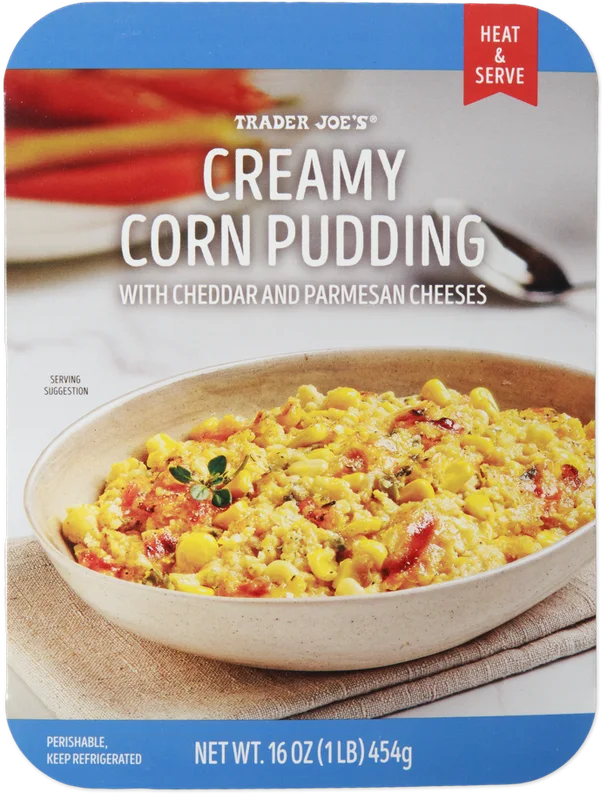 HEAT
&
SERVE
TRADER JOE'S®
CREAMY
CORN PUDDING
WITH CHEDDAR AND PARMESAN CHEESES
SERVING
SUGGESTION
PERISHABLE,
KEEP REFRIGERATED
NET WT. 16 OZ (1 LB) 454g